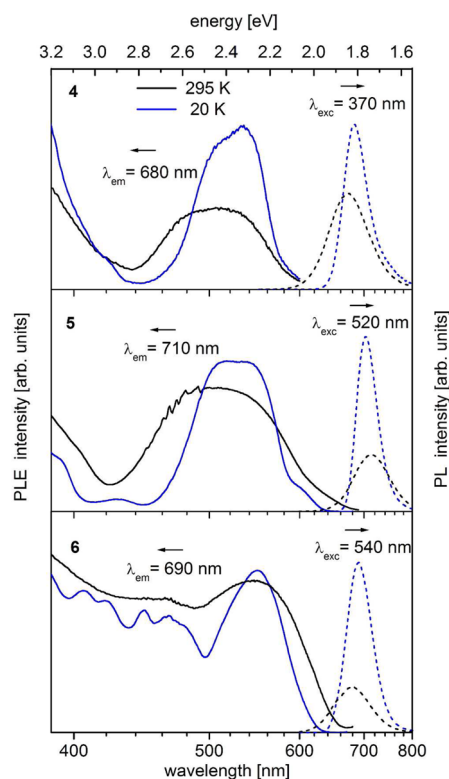 energy [eV]
3.2 3.0 2.8 2.6 2.4 2.2 2.0 1.8 1.6
4
295 K
20 K
λexc= 370 nm
λem= 680 nm
5
λexc= 520 nm
λem= 710 nm
PLE intensity [arb. units]
PL intensity [arb. units]
6
λexc= 540 nm
λem= 690 nm
400 500 600 700 800
wavelength [nm]